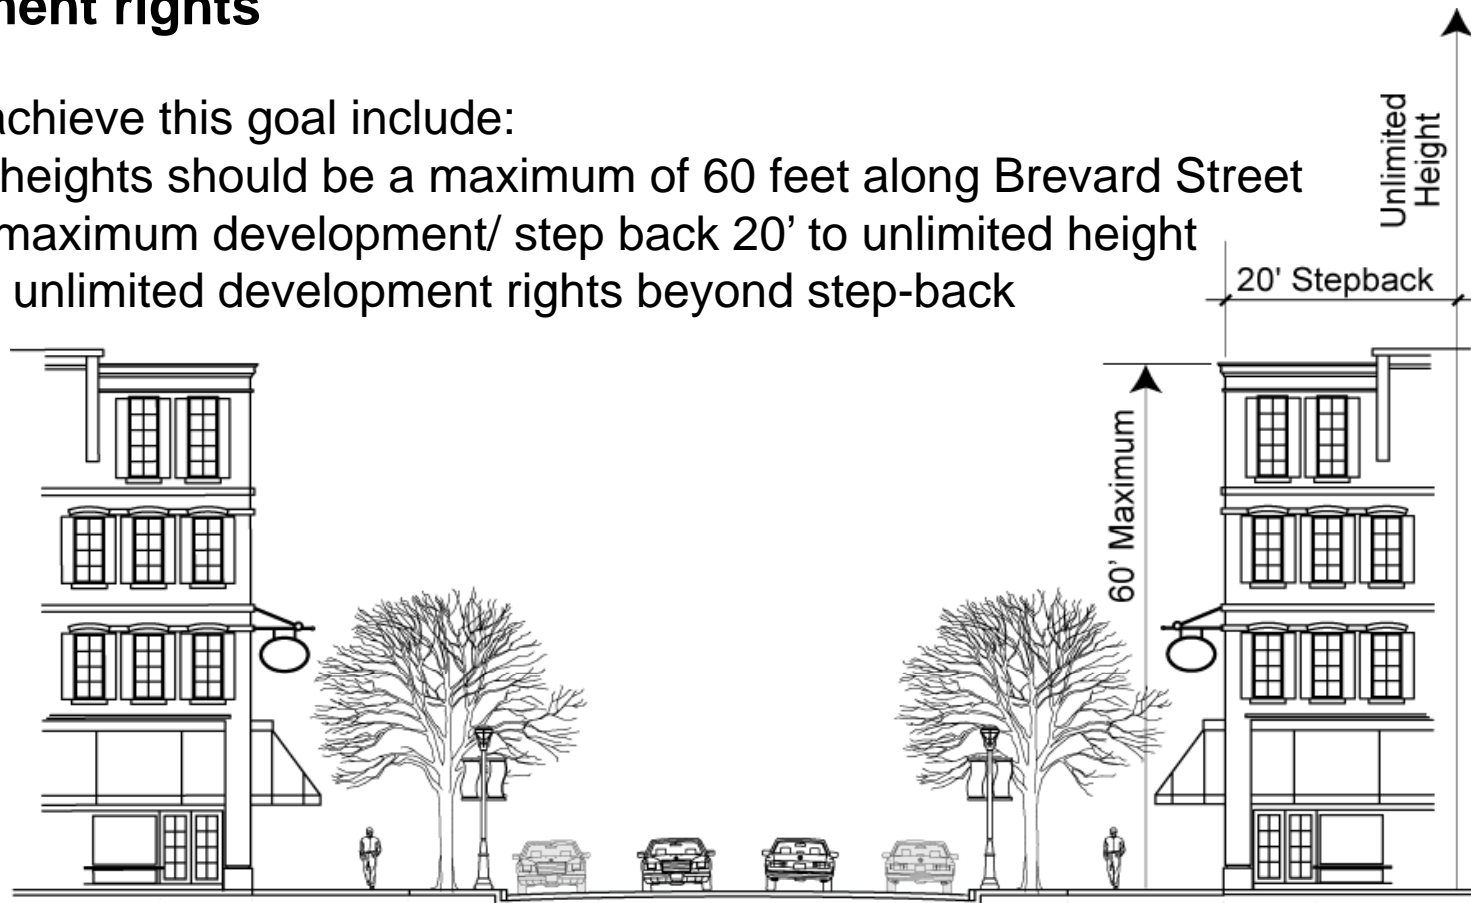 ment rights
achieve this goal include:
heights should be a maximum of 60 feet along Brevard Street
maximum development/ step back 20’ to unlimited height
unlimited development rights beyond step-back
Unlimited
Height
20' Stepback
60’ Maximum